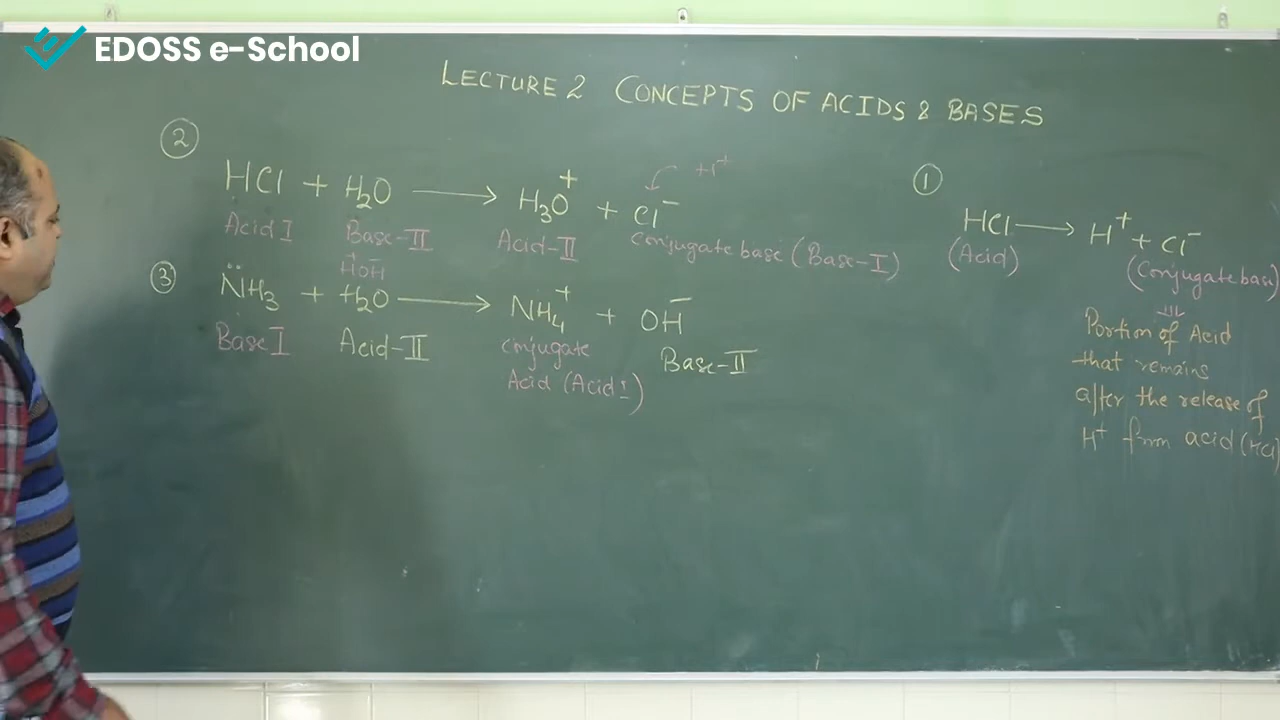 EDOSS e-School
LECTURE 2 CONCEPTS OF ACIDS & BASES
②
HCl + H₂O ⟶ H₃O⁺ + Cl⁻
H⁺
Acid I Base-II Acid-II Conjugate base (Base-I)
③
H⁺OH⁻
N̈H₃ + H₂O ⟶ NH₄⁺ + OH⁻
Base I Acid-II Conjugate Base-II
Acid (Acid I)
①
HCl ⟶ H⁺ + Cl⁻
(Acid) (Conjugate base)
Portion of Acid
that remains
after the release of
H⁺ from acid (HCl)